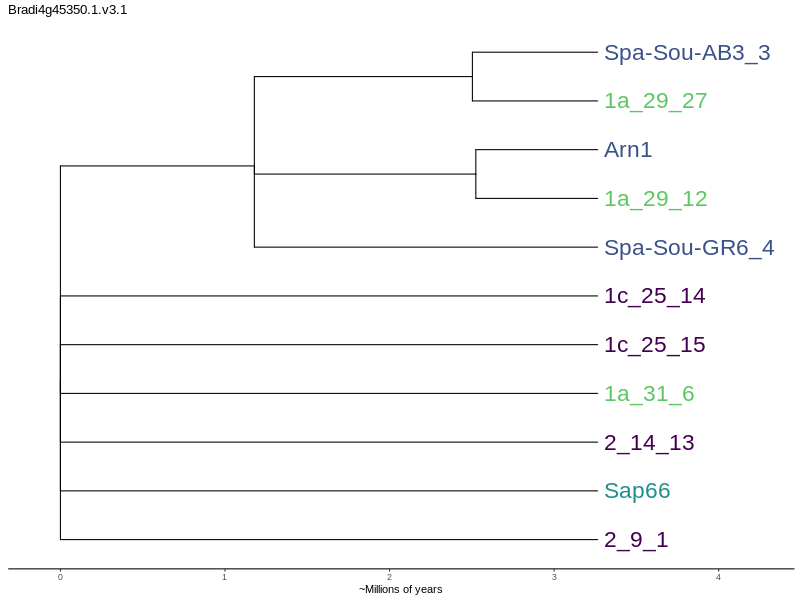 Bradi4g45350.1.v3.1
Spa-Sou-AB3_3
1a_29_27
Arn1
1a_29_12
Spa-Sou-GR6_4
1c_25_14
1c_25_15
1a_31_6
2_14_13
Sap66
2_9_1
0 1 2 3 4
~Millions of years